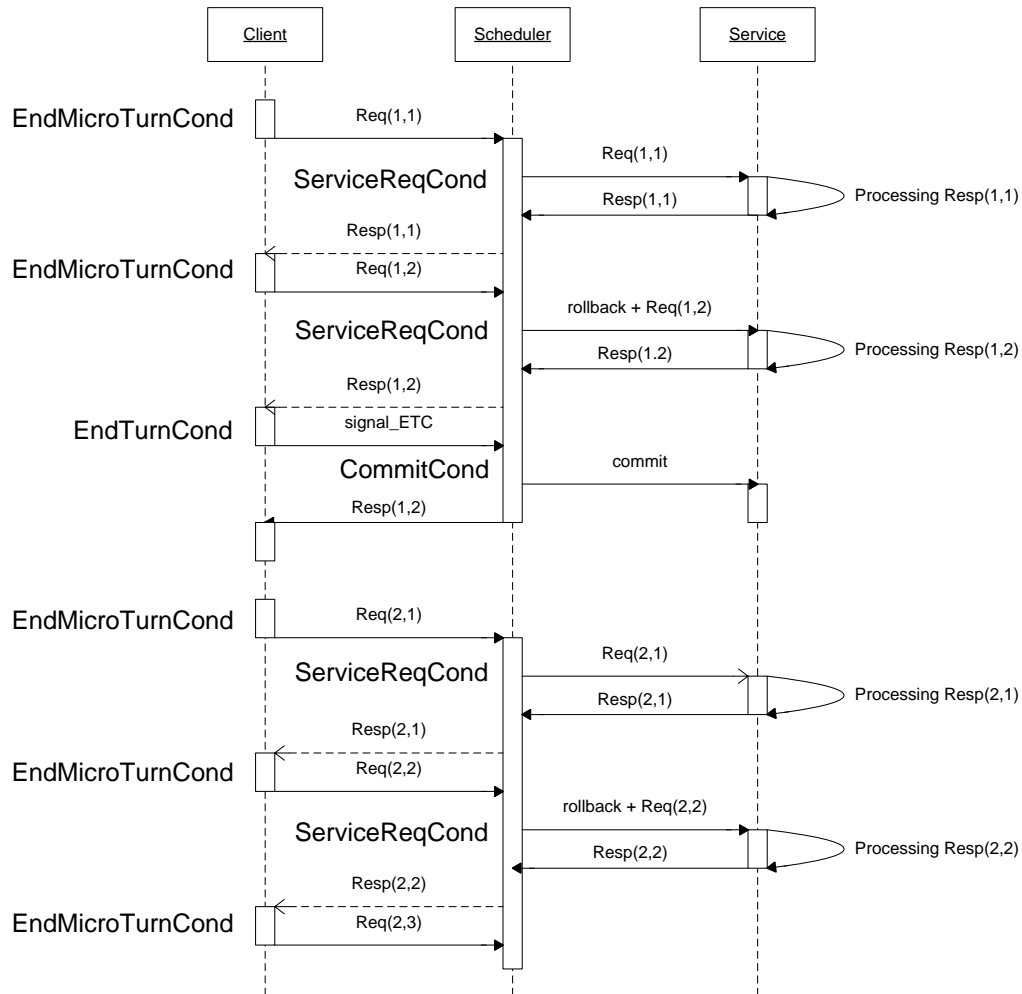 Client
Scheduler
Service
EndMicroTurnCond
Req(1,1)
Req(1,1)
ServiceReqCond
Processing Resp(1,1)
Resp(1,1)
Resp(1,1)
EndMicroTurnCond
Req(1,2)
rollback + Req(1,2)
ServiceReqCond
Processing Resp(1,2)
Resp(1.2)
Resp(1,2)
EndTurnCond
signal_ETC
CommitCond
commit
Resp(1,2)
EndMicroTurnCond
Req(2,1)
Req(2,1)
ServiceReqCond
Processing Resp(2,1)
Resp(2,1)
Resp(2,1)
EndMicroTurnCond
Req(2,2)
rollback + Req(2,2)
ServiceReqCond
Processing Resp(2,2)
Resp(2,2)
Resp(2,2)
EndMicroTurnCond
Req(2,3)